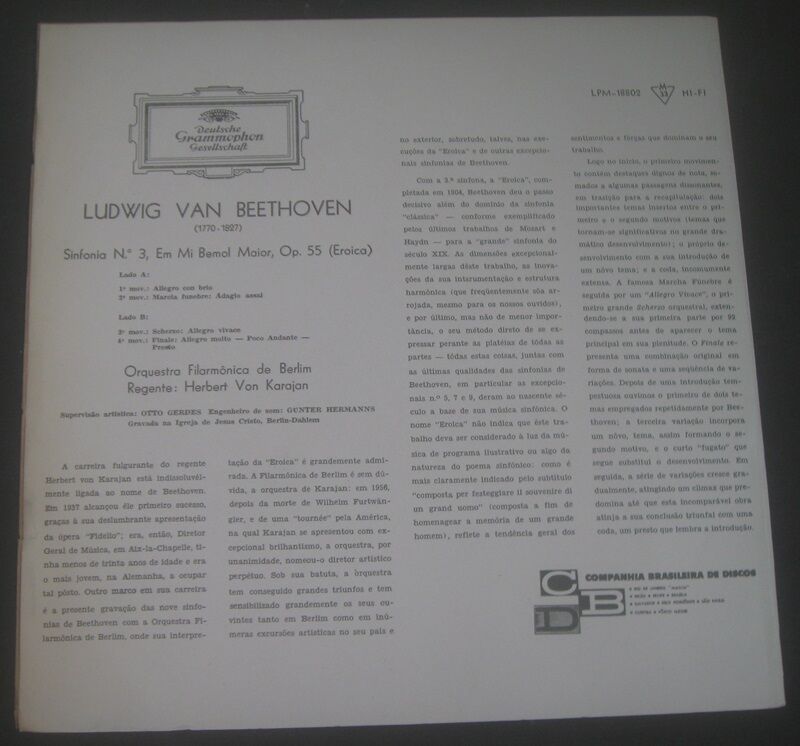 LPM-18802 M 33 HI-FI
Deutsche
Grammophon
Gesellschaft
LUDWIG VAN BEETHOVEN
(1770-1827)
Sinfonia N.º 3, Em Mi Bemol Maior, Op. 55 (Eroica)
Lado A:
1º mov.: Allegro con brio
2º mov.: Marcia funebre: Adagio assai
Lado B:
3º mov.: Scherzo: Allegro vivace
4º mov.: Finale: Allegro molto — Poco Andante —
Presto
Orquestra Filarmônica de Berlim
Regente: Herbert Von Karajan
Supervisão artística: OTTO GERDES Engenheiro de som: GUNTER HERMANNS
Gravada na Igreja de Jesus Cristo, Berlin-Dahlem
A carreira fulgurante do regente
Herbert von Karajan está indissoluvel-
mente ligada ao nome de Beethoven.
Em 1937 alcançou êle primeiro sucesso,
graças à sua deslumbrante apresentação
da ópera "Fidelio"; era, então, Diretor
Geral de Música, em Aix-la-Chapelle, ti-
nha menos de trinta anos de idade e era
o mais jovem, na Alemanha, a ocupar
tal pôsto. Outro marco em sua carreira
é a presente gravação das nove sinfo-
nias de Beethoven com a Orquestra Fi-
larmônica de Berlim, onde sua interpre-
tação da "Eroica" é grandemente admi-
rada. A Filarmônica de Berlim é sem dú-
vida, a orquestra de Karajan: em 1956,
depois da morte de Wilhelm Furtwän-
gler, e de uma "tournée" pela América,
na qual Karajan se apresentou com ex-
cepcional brilhantismo, a orquestra, por
unanimidade, nomeou-o diretor artístico
perpétuo. Sob sua batuta, a òrquestra
tem conseguido grandes triunfos e tem
sensibilizado grandemente os seus ou-
vintes tanto em Berlim como em inú-
meras excursões artísticas no seu país e
no exterior, sobretudo, talvez, nas exe-
cuções da "Eroica" e de outras excepcio-
nais sinfonias de Beethoven.
Com a 3.ª sinfona, a "Eroica", com-
pletada em 1804, Beethoven deu o passo
decisivo além do domínio da sinfonia
"clássica" — conforme exemplificado
pelos últimos trabalhos de Mozart e
Haydn — para a "grande" sinfonia do
século XIX. As dimensões excepcional-
mente largas dêste trabalho, as inova-
ções da sua intsrumentação e estrutura
harmônica (que freqüentemente sôa ar-
rojada, mesmo para os nossos ouvidos),
e por último, mas não de menor impor-
tância, o seu método direto de se ex-
pressar perante as platéias de tôdas as
partes — tôdas estas coisas, juntas com
as últimas qualidades das sinfonias de
Beethoven, em particular as excepcio-
nais n.º 5, 7 e 9, deram ao nascente sé-
culo a base de sua música sinfônica. O
nome "Eroica" não indica que êste tra-
balho deva ser considerado à luz da mú-
sica de programa ilustrativo ou algo da
natureza do poema sinfônico: como é
mais claramente indicado pelo subtítulo
"composta per festeggiare il souvenire di
un grand uomo" (composta a fim de
homenagear a memória de um grande
homem), reflete a tendência geral dos
sentimentos e fôrças que dominam o seu
trabalho.
Logo no início, o primeiro movimen-
to contém destaques dignos de nota, so-
mados a algumas passagens dissonantes,
em traição para a recapitulação: dois
importantes temas insertos entre o pri-
meiro e o segundo motivos (temas que
tornam-se significativos no grande dra-
mático desenvolvimento); o próprio de-
senvolvimento com a sua introdução de
um nôvo tema; e a coda, imensamente
extensa. A famosa Marcha Fúnebre é
seguida por um "Allegro Vivace", o pri-
meiro grande Scherzo orquestral, exten-
dendo-se a sua primeira parte por 92
compassos antes de aparecer o tema
principal em sua plenitude. O Finale re-
presenta uma combinação original em
forma de sonata e uma seqüência de va-
riações. Depois de uma introdução tem-
pestuosa ouvimos o primeiro de dois te-
mas empregados repetidamente por Bee-
thoven; a terceira variação incorpora
um nôvo, tema, assim formando o se-
gundo motivo, e o curto "fugato" que
segue substitui o desenvolvimento. Em
seguida, a série de variações cresce gra-
dualmente, atingindo um climax que pre-
domina até que esta incomparável obra
atinja a sua conclusão triunfal com uma
coda, um presto que lembra a introdução.
CBD
COMPANHIA BRASILEIRA DE DISCOS